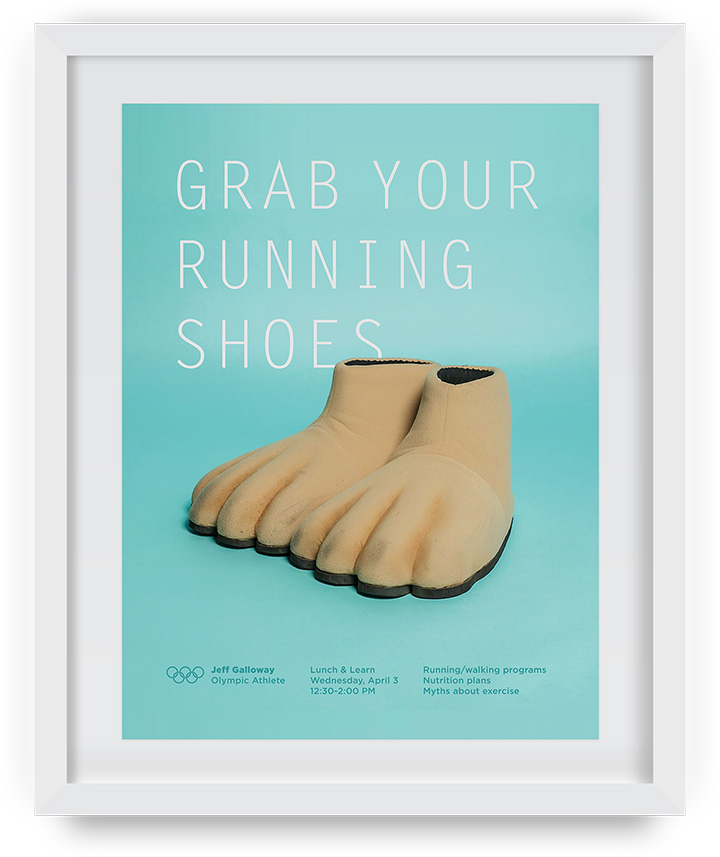 GRAB YOUR
RUNNING
SHOES
Jeff Galloway
Olympic Athlete
Lunch & Learn
Wednesday, April 3
12:30-2:00 PM
Running/walking programs
Nutrition plans
Myths about exercise